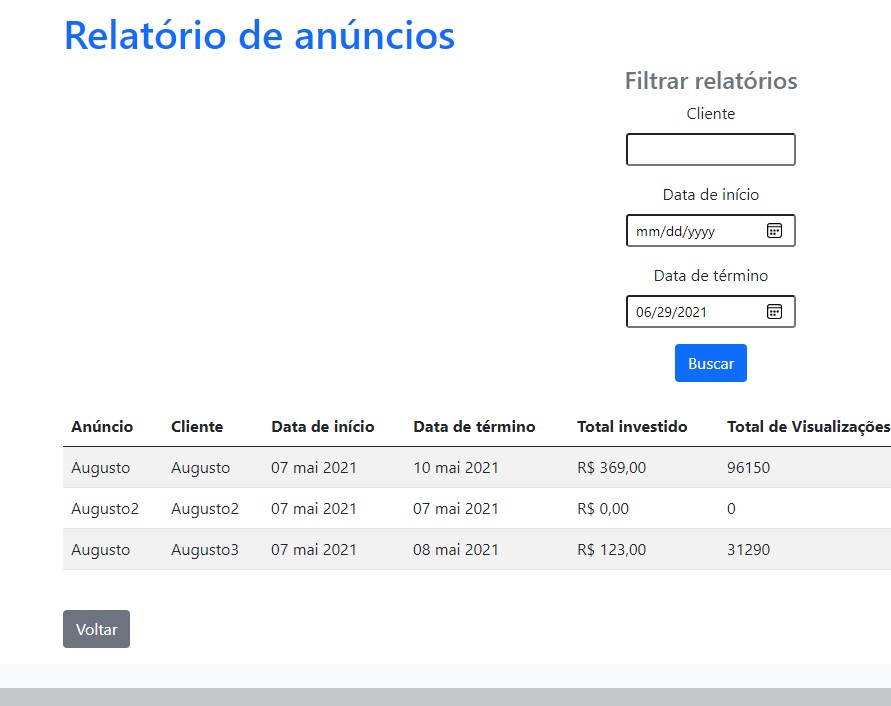 Relatório de anúncios
Filtrar relatórios
Cliente
Data de início
mm/dd/yyyy
Data de término
06/29/2021
Buscar
Anúncio Cliente Data de início Data de término Total investido Total de Visualizações
Augusto Augusto 07 mai 2021 10 mai 2021 R$ 369,00 96150
Augusto2 Augusto2 07 mai 2021 07 mai 2021 R$ 0,00 0
Augusto Augusto3 07 mai 2021 08 mai 2021 R$ 123,00 31290
Voltar